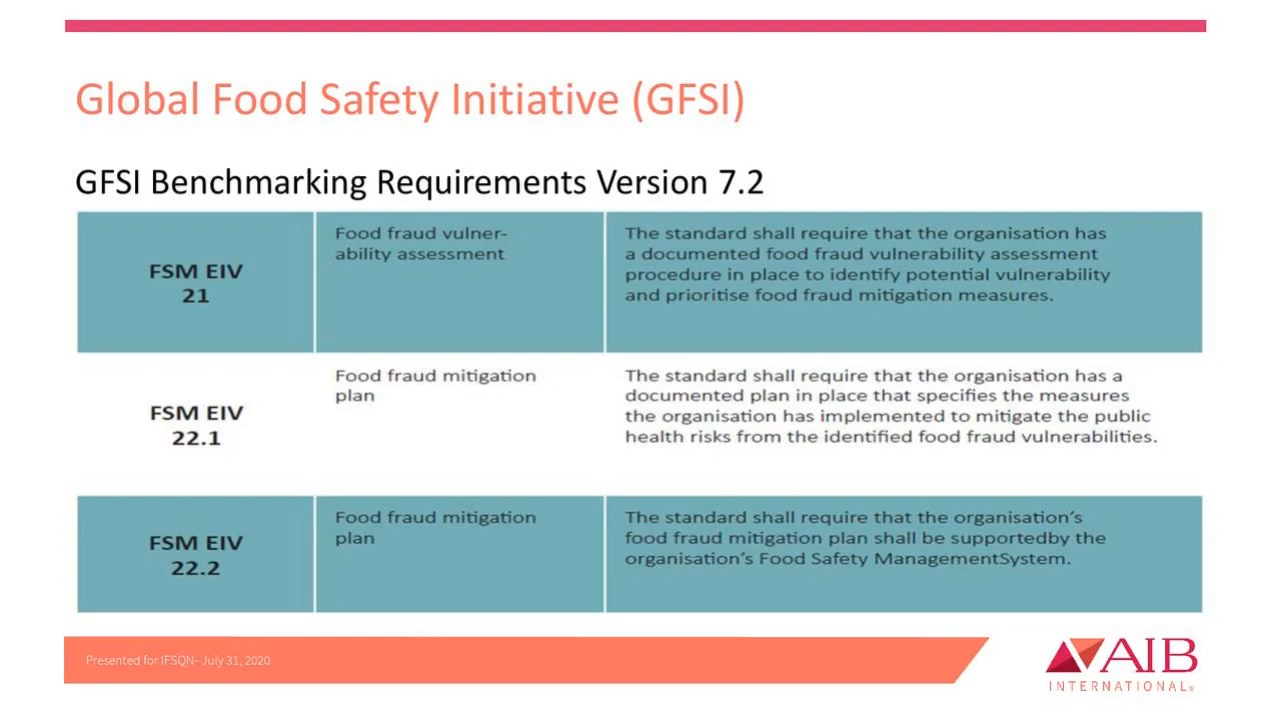 Global Food Safety Initiative (GFSI)
GFSI Benchmarking Requirements Version 7.2
FSM EIV
21
Food fraud vulner-
ability assessment
The standard shall require that the organisation has
a documented food fraud vulnerability assessment
procedure in place to identify potential vulnerability
and prioritise food fraud mitigation measures.
FSM EIV
22.1
Food fraud mitigation
plan
The standard shall require that the organisation has a
documented plan in place that specifies the measures
the organisation has implemented to mitigate the public
health risks from the identified food fraud vulnerabilities.
FSM EIV
22.2
Food fraud mitigation
plan
The standard shall require that the organisation's
food fraud mitigation plan shall be supportedby the
organisation's Food Safety ManagementSystem.
Presented for IFSQN- July 31, 2020
AIB
INTERNATIONAL